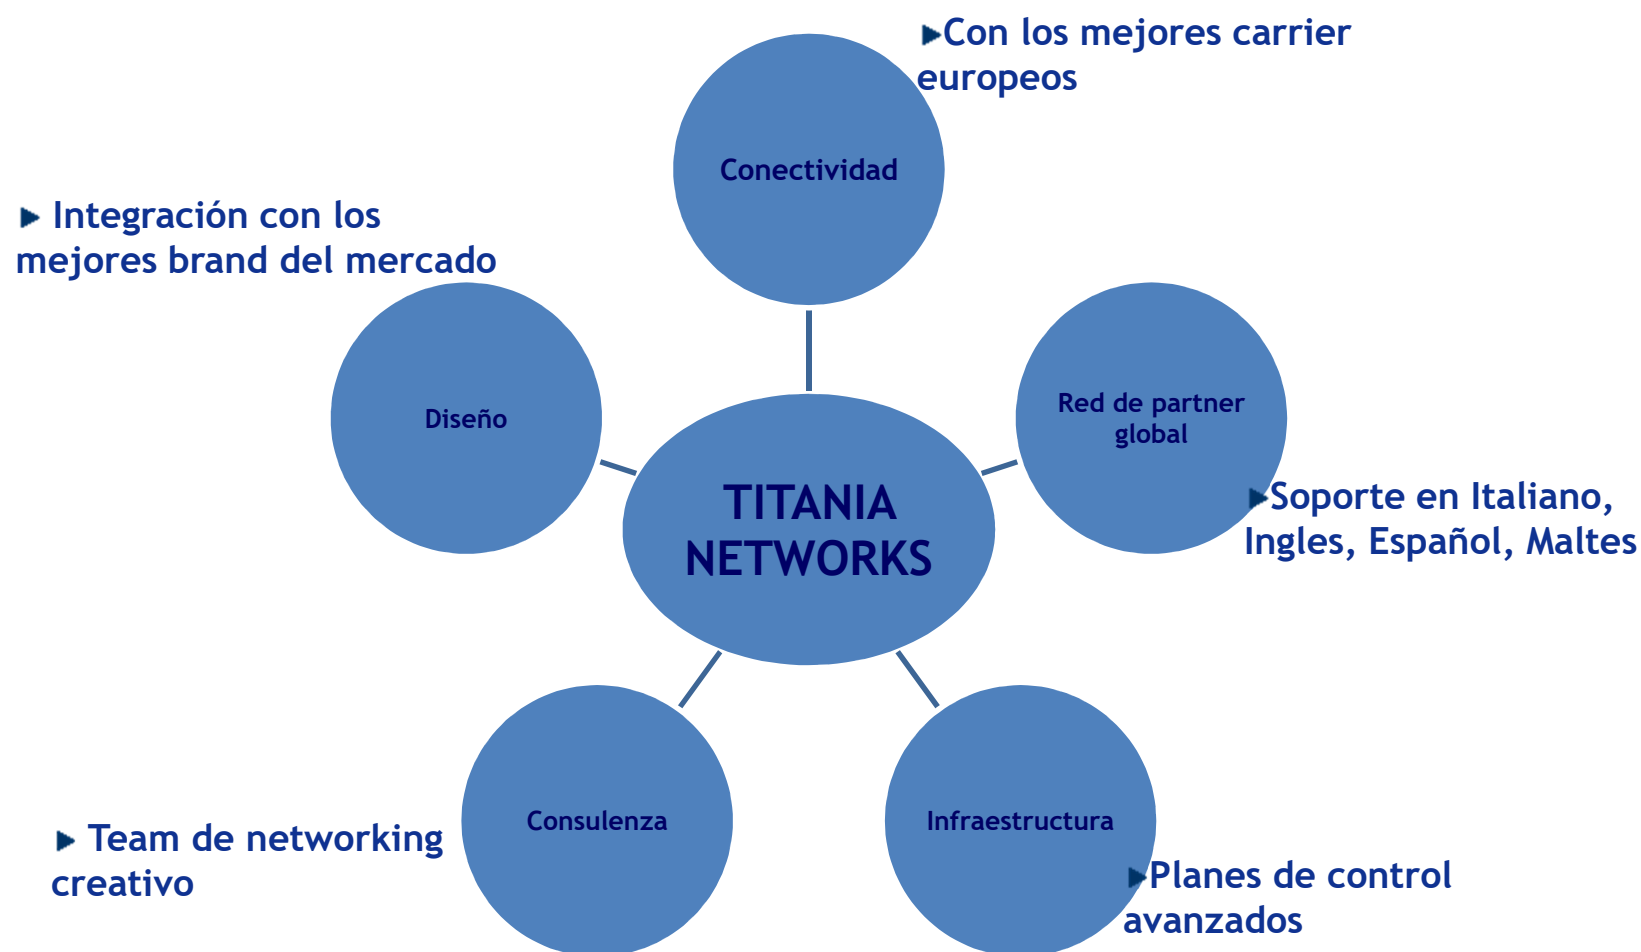 ►Con los mejores carrier
europeos
Conectividad
► Integración con los
mejores brand del mercado
Diseño
Red de partner
global
TITANIA
NETWORKS
►Soporte en Italiano,
Ingles, Español, Maltes
Consulenza
Infraestructura
► Team de networking
creativo
►Planes de control
avanzados